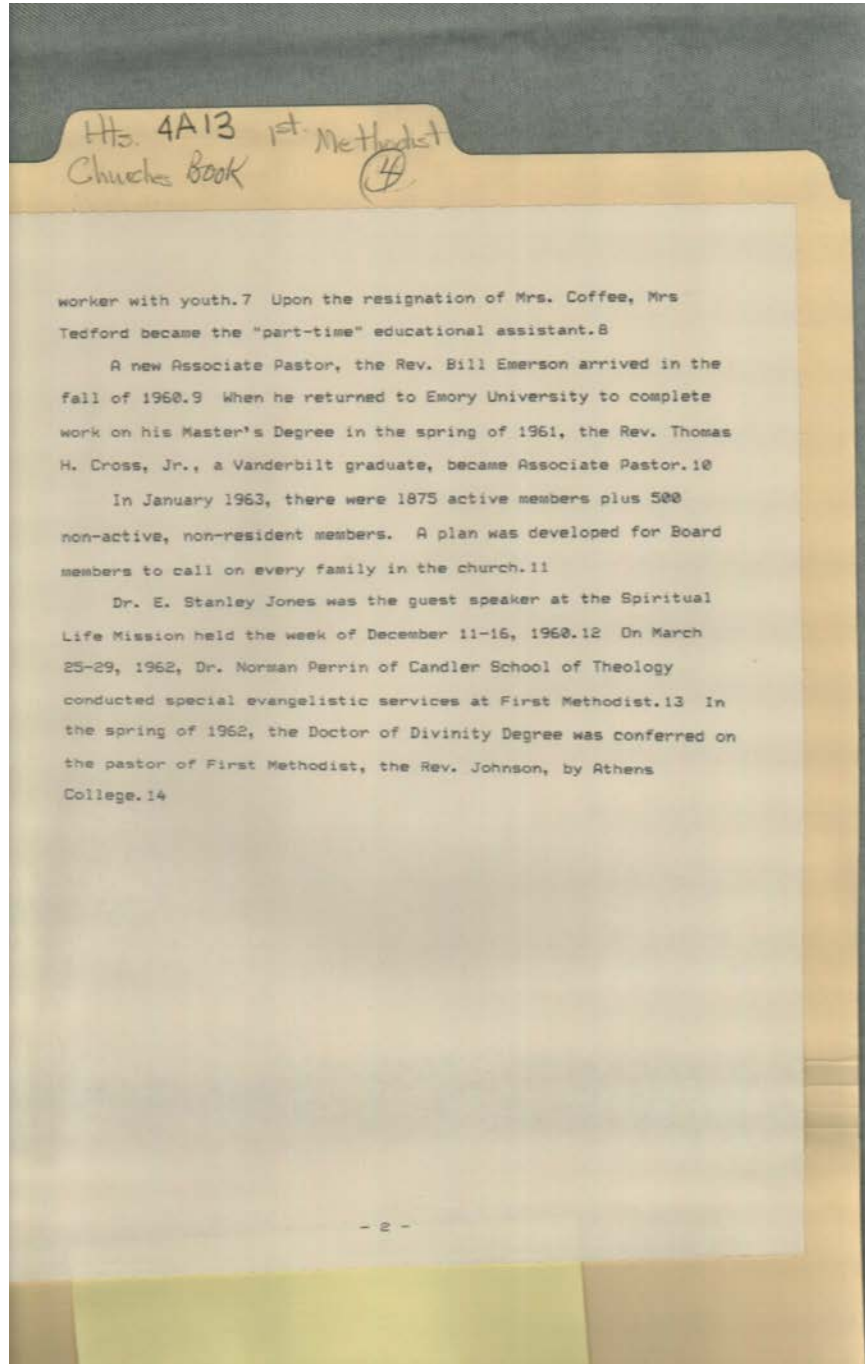 Hts. 4A13 1st. Methodist
Churches Book 4
worker with youth.7 Upon the resignation of Mrs. Coffee, Mrs
Tedford became the "part-time" educational assistant.8
A new Associate Pastor, the Rev. Bill Emerson arrived in the
fall of 1960.9 When he returned to Emory University to complete
work on his Master's Degree in the spring of 1961, the Rev. Thomas
H. Cross, Jr., a Vanderbilt graduate, became Associate Pastor.10
In January 1963, there were 1875 active members plus 500
non-active, non-resident members. A plan was developed for Board
members to call on every family in the church.11
Dr. E. Stanley Jones was the guest speaker at the Spiritual
Life Mission held the week of December 11-16, 1960.12 On March
25-29, 1962, Dr. Norman Perrin of Candler School of Theology
conducted special evangelistic services at First Methodist.13 In
the spring of 1962, the Doctor of Divinity Degree was conferred on
the pastor of First Methodist, the Rev. Johnson, by Athens
College.14
- 2 -